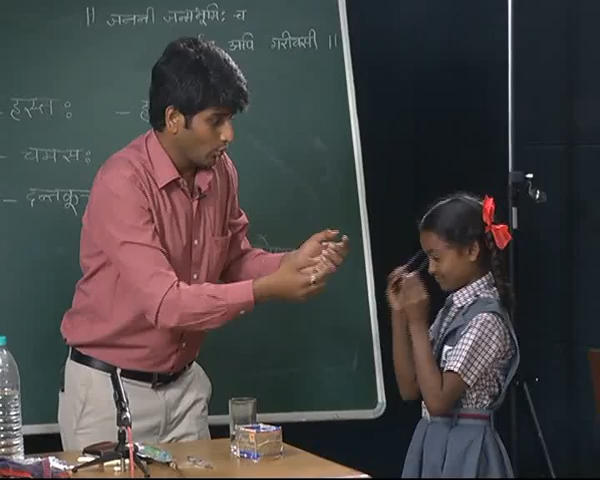 || जननी जन्मभूमिः च
अपि गरीयसी ||
- हस्तः -
- चमसः
- दन्तकू